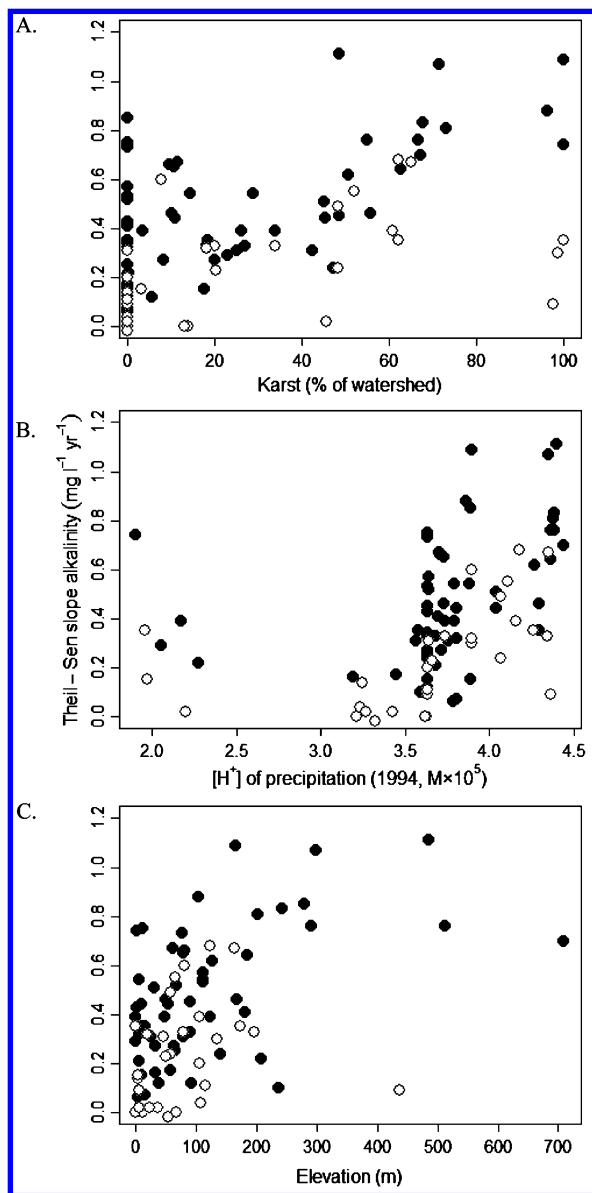 A.
1.2
1.0
0.8
0.6
0.4
0.2
0.0
0 20 40 60 80 100
Karst (% of watershed)
B.
Theil – Sen slope alkalinity (mg l⁻¹ yr⁻¹)
1.2
1.0
0.8
0.6
0.4
0.2
0.0
2.0 2.5 3.0 3.5 4.0 4.5
[H⁺] of precipitation (1994, M×10⁵)
C.
1.2
1.0
0.8
0.6
0.4
0.2
0.0
0 100 200 300 400 500 600 700
Elevation (m)